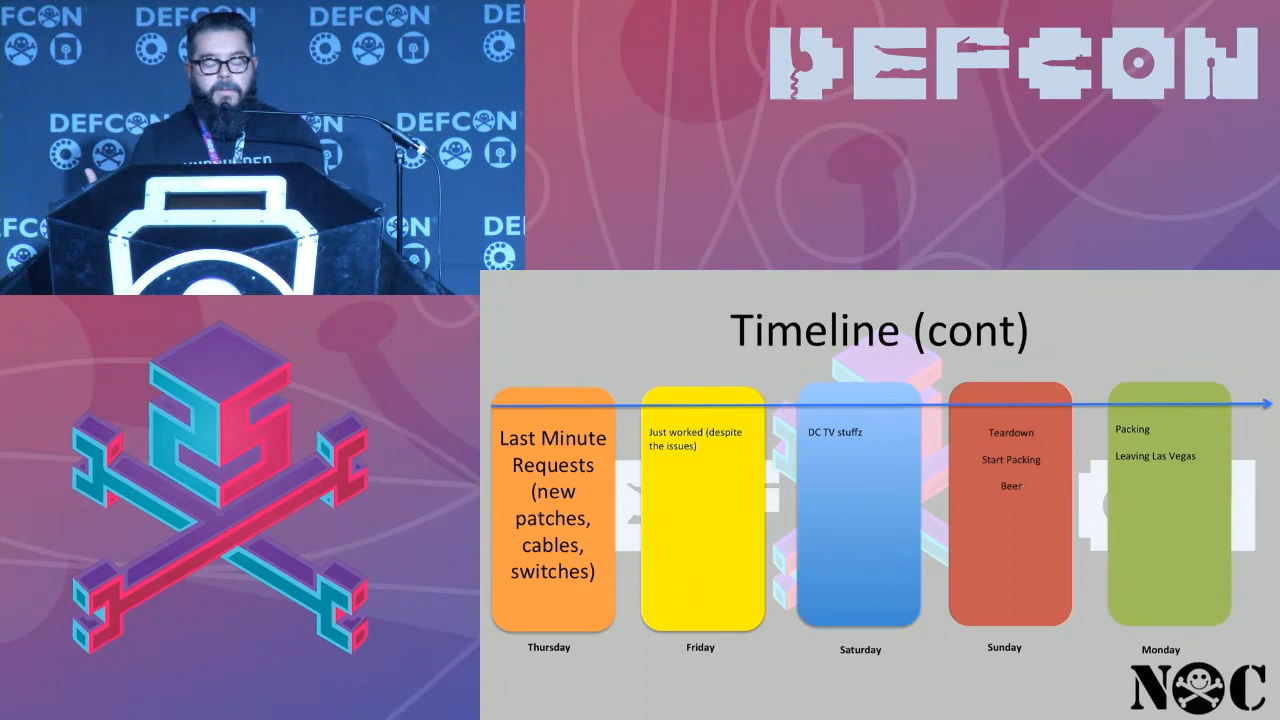 DEFCON
DEFCON
DEFCON
DEFCON
DEFCON
UNDIVIDED
DEFCON
Timeline (cont)
Last Minute
Requests
(new
patches,
cables,
switches)
Just worked (despite
the issues)
DC TV stuffz
Teardown
Start Packing
Beer
Packing
Leaving Las Vegas
Thursday
Friday
Saturday
Sunday
Monday
NOC